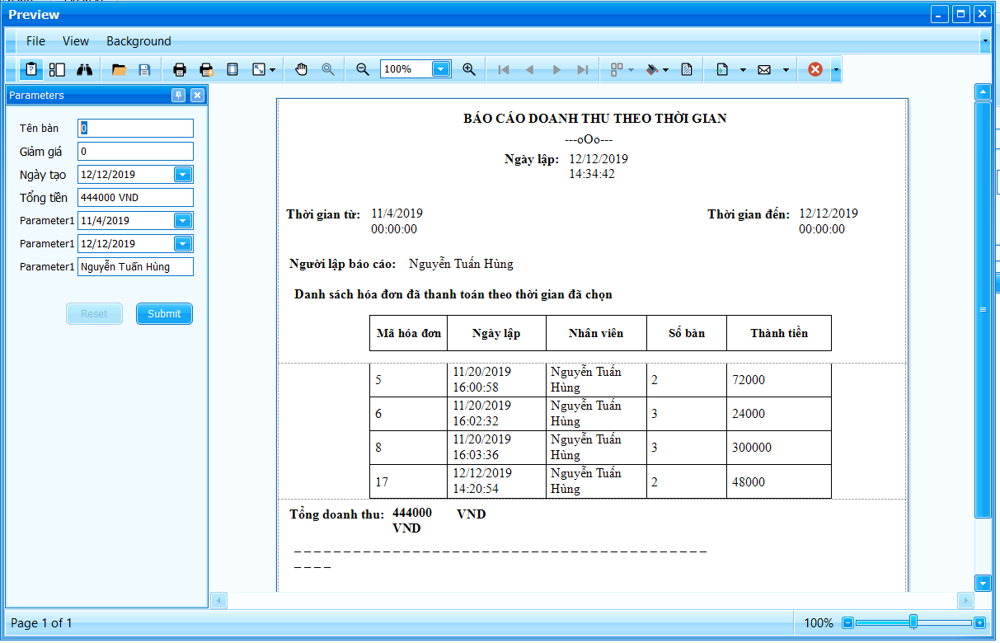 Preview
File View Background
100%
Parameters
Tên bàn 0
Giảm giá 0
Ngày tạo 12/12/2019
Tổng tiền 444000 VND
Parameter1 11/4/2019
Parameter1 12/12/2019
Parameter1 Nguyễn Tuấn Hùng
Reset Submit
BÁO CÁO DOANH THU THEO THỜI GIAN
---oOo---
Ngày lập: 12/12/2019
14:34:42
Thời gian từ: 11/4/2019 Thời gian đến: 12/12/2019
00:00:00 00:00:00
Người lập báo cáo: Nguyễn Tuấn Hùng
Danh sách hóa đơn đã thanh toán theo thời gian đã chọn
Mã hóa đơn Ngày lập Nhân viên Số bàn Thành tiền
5 11/20/2019 Nguyễn Tuấn 2 72000
16:00:58 Hùng
6 11/20/2019 Nguyễn Tuấn 3 24000
16:02:32 Hùng
8 11/20/2019 Nguyễn Tuấn 3 300000
16:03:36 Hùng
17 12/12/2019 Nguyễn Tuấn 2 48000
14:20:54 Hùng
Tổng doanh thu: 444000 VND
VND
Page 1 of 1 100%